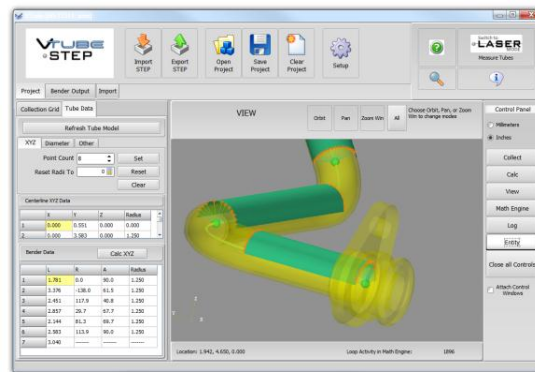 VTUBE
STEP
Import
STEP
Export
STEP
Open
Project
Save
Project
Clear
Project
Setup
Switch to
LASER
Measure Tubes
Project
Bender Output
Import
Collection Grid
Tube Data
Refresh Tube Model
XYZ
Diameter
Other
Point Count
8
Set
Reset Radii To
0
Reset
Clear
Centerline XYZ Data
X Y Z Radius
1 0.000 0.551 0.000 0.000
2 0.000 3.583 0.000 1.250
Bender Data
Calc XYZ
L R A Radius
1 1.781 0.0 90.0 1.250
2 3.376 -138.0 61.5 1.250
3 2.451 117.9 40.8 1.250
4 2.857 29.7 67.7 1.250
5 2.144 81.3 69.7 1.250
6 2.583 113.9 90.0 1.250
7 3.046 ------ ------ ------
VIEW
Orbit
Pan
Zoom Win
All
Choose Orbit, Pan, or Zoom
Win to change modes
Location: 1.942, 4.650, 0.000
Loop Activity in Math Engine:
1896
Control Panel
Millimeters
Inches
Collect
Calc
View
Math Engine
Log
Entity
Close all Controls
Attach Control
Windows